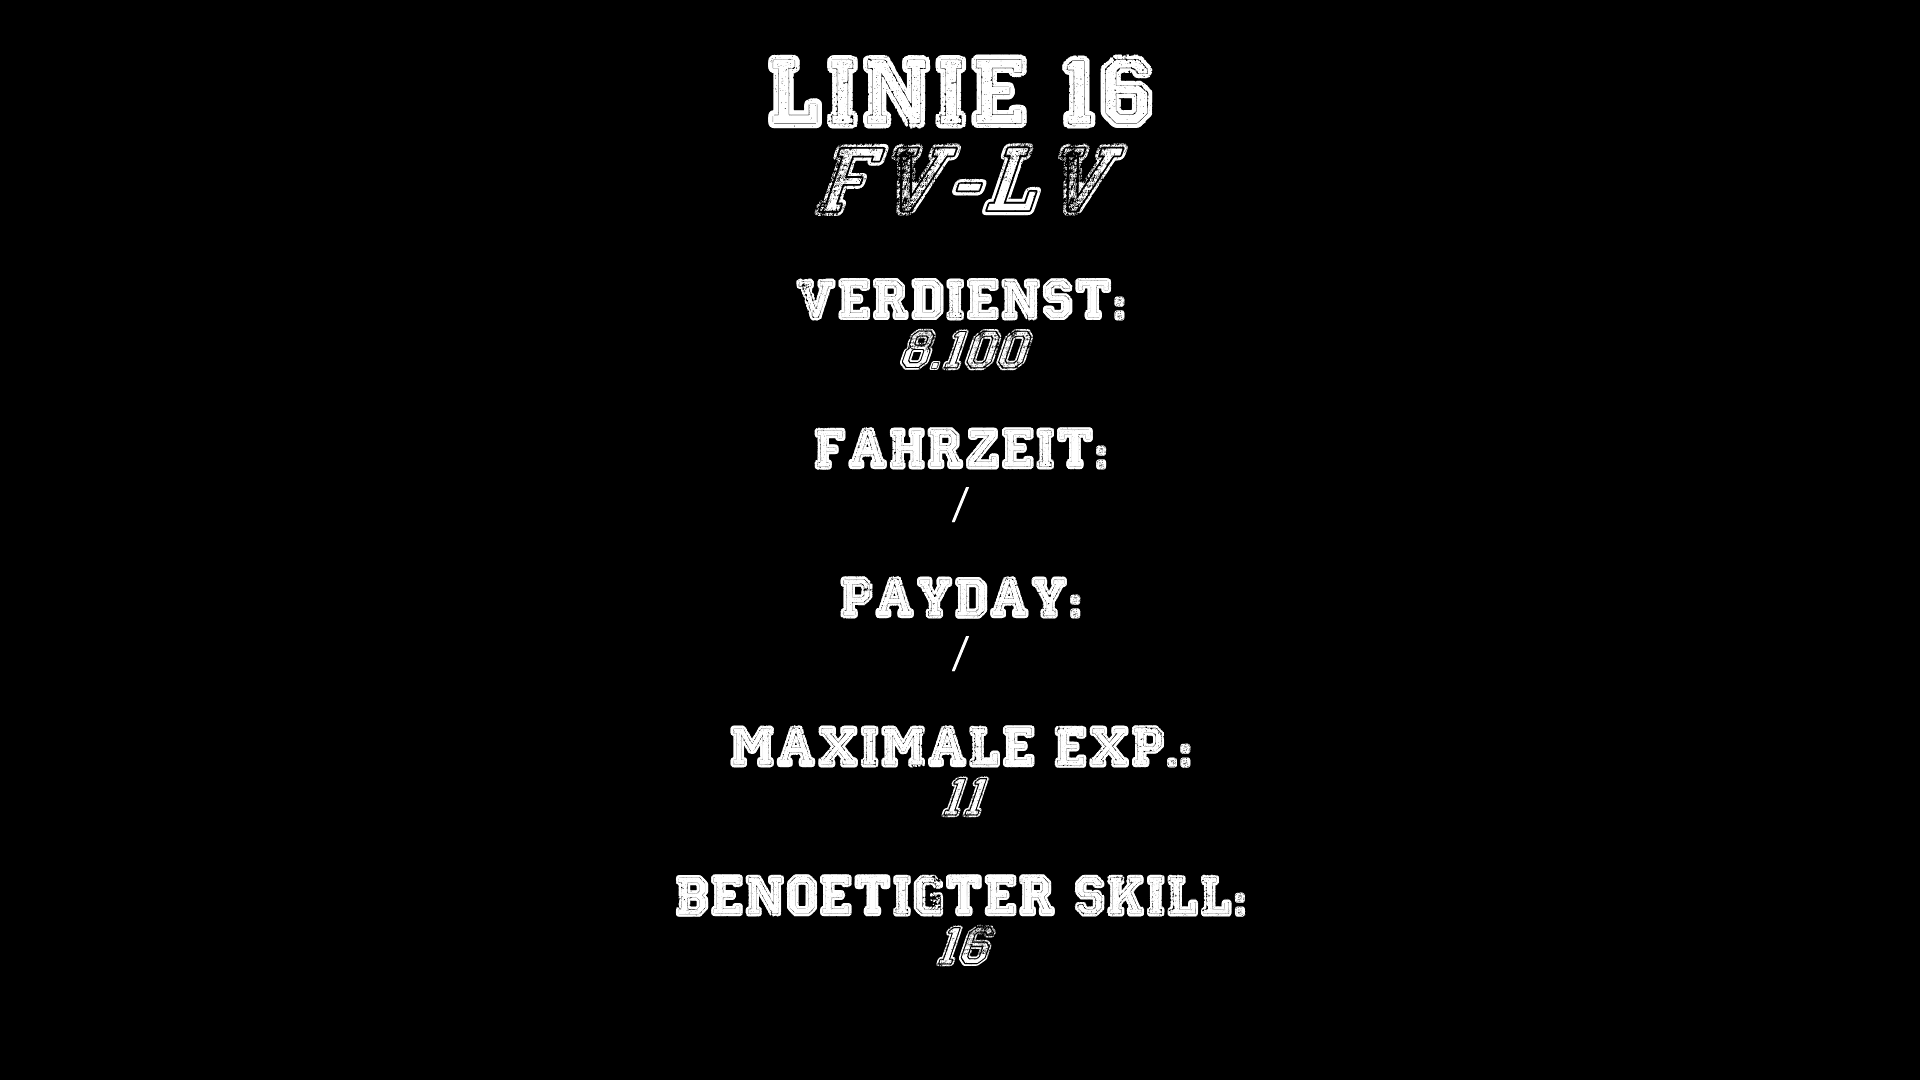 LINIE 16
FV-LV
VERDIENST:
8.100
FAHRZEIT:
/
PAYDAY:
/
MAXIMALE EXP.:
11
BENOETIGTER SKILL:
16